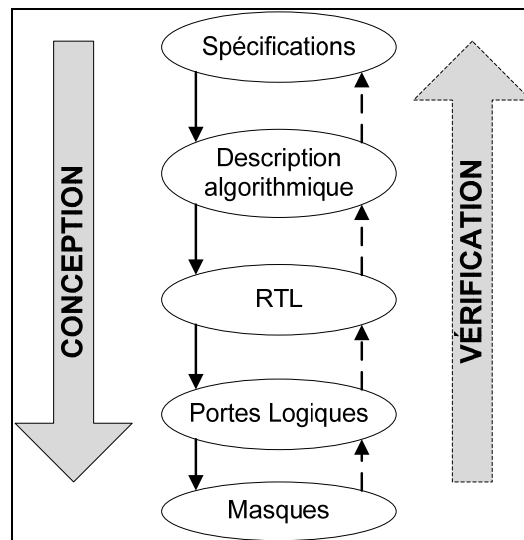 Spécifications
Description
algorithmique
RTL
Portes Logiques
Masques
CONCEPTION
VÉRIFICATION